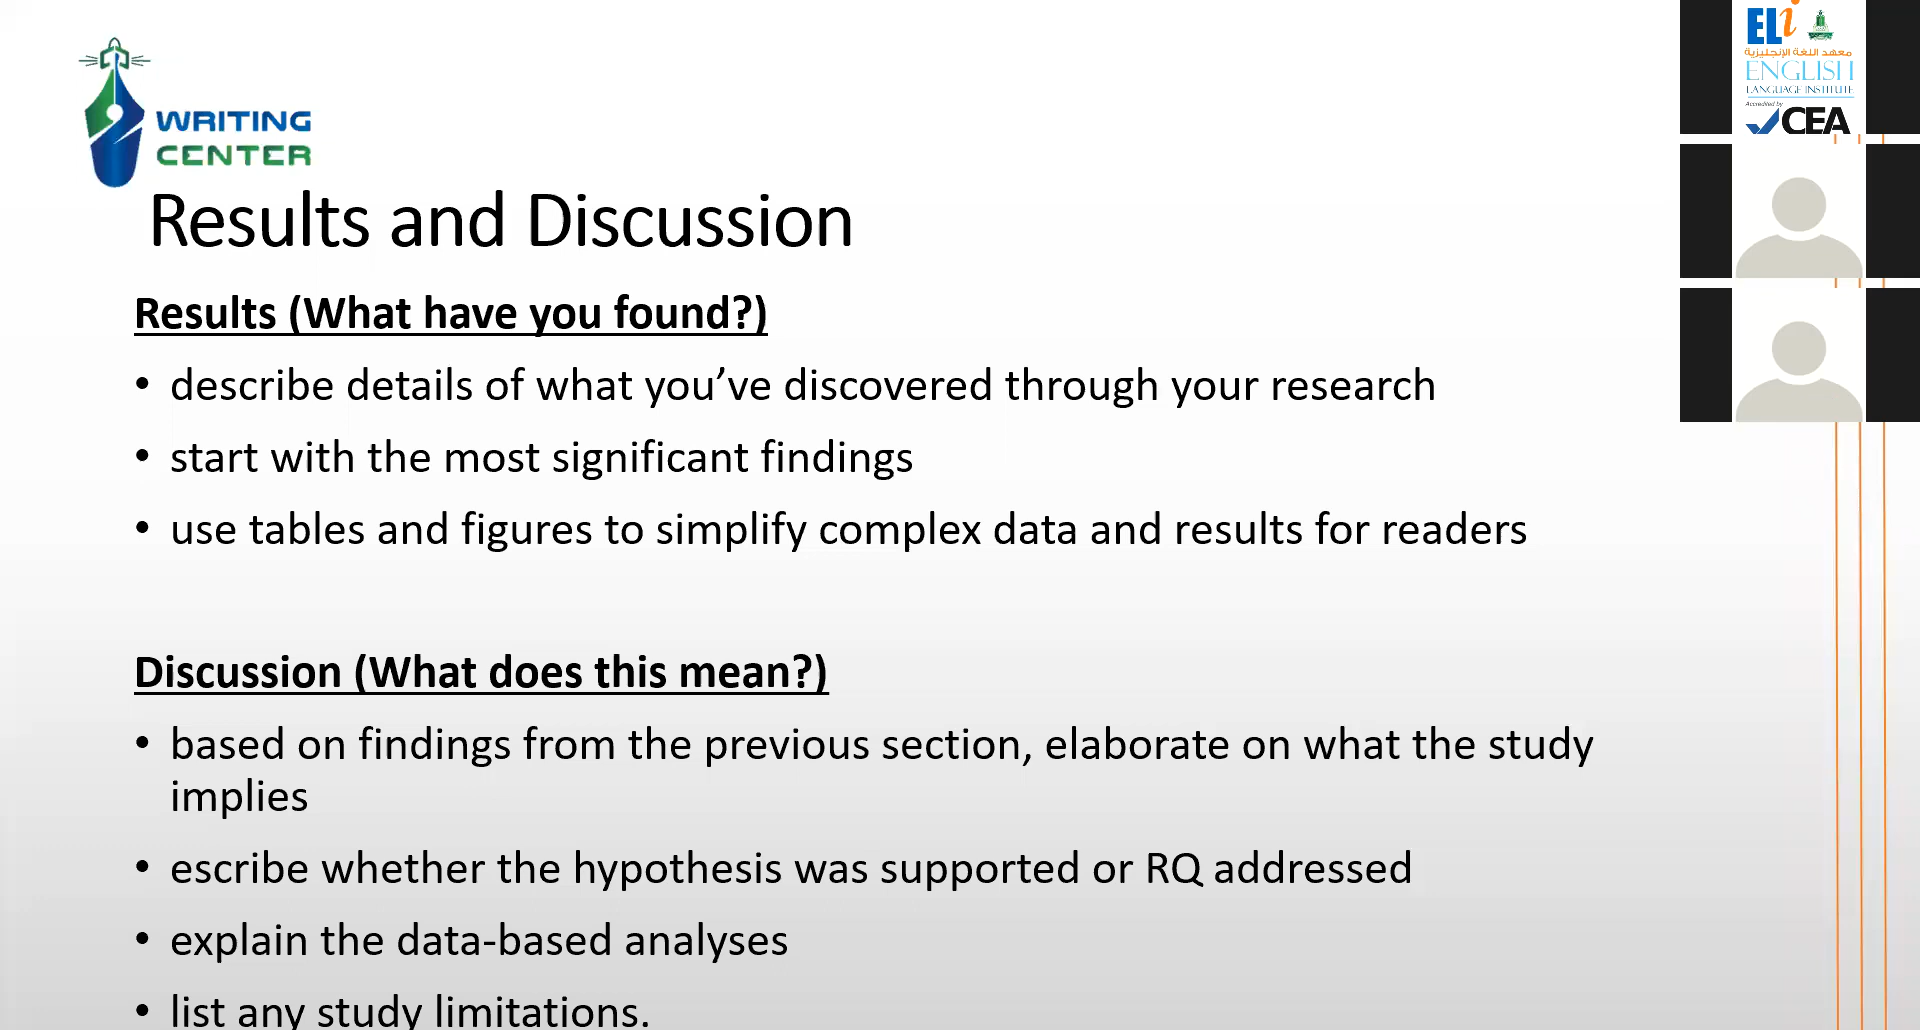 WRITING
CENTER
Results and Discussion
Results (What have you found?)
• describe details of what you’ve discovered through your research
• start with the most significant findings
• use tables and figures to simplify complex data and results for readers
Discussion (What does this mean?)
• based on findings from the previous section, elaborate on what the study
implies
• escribe whether the hypothesis was supported or RQ addressed
• explain the data-based analyses
• list any study limitations.
ELi
معهد اللغة الإنجليزية
ENGLISH
LANGUAGE INSTITUTE
Accredited by
CEA